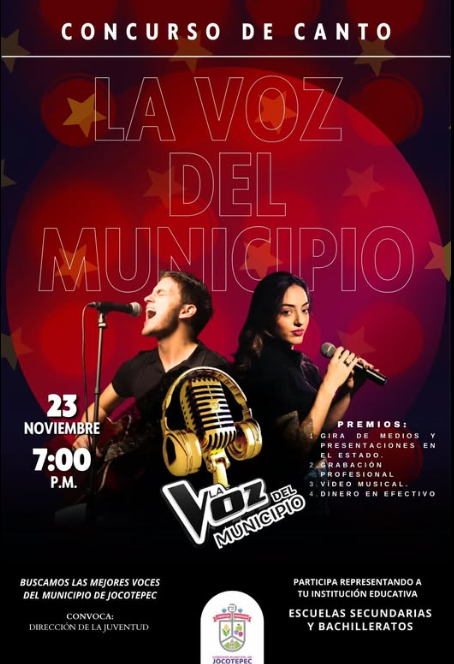 CONCURSO DE CANTO
LA VOZ
DEL
MUNICIPIO
23
NOVIEMBRE
7:00
P.M.
PREMIOS:
1. GIRA DE MEDIOS Y
PRESENTACIONES EN
EL ESTADO.
2. GRABACIÓN
PROFESIONAL
3. VIDEO MUSICAL.
4. DINERO EN EFECTIVO
LA
VOZ DEL
MUNICIPIO
BUSCAMOS LAS MEJORES VOCES
DEL MUNICIPIO DE JOCOTEPEC
CONVOCA:
DIRECCIÓN DE LA JUVENTUD
PARTICIPA REPRESENTANDO A
TU INSTITUCIÓN EDUCATIVA
ESCUELAS SECUNDARIAS
Y BACHILLERATOS
JOCOTEPEC